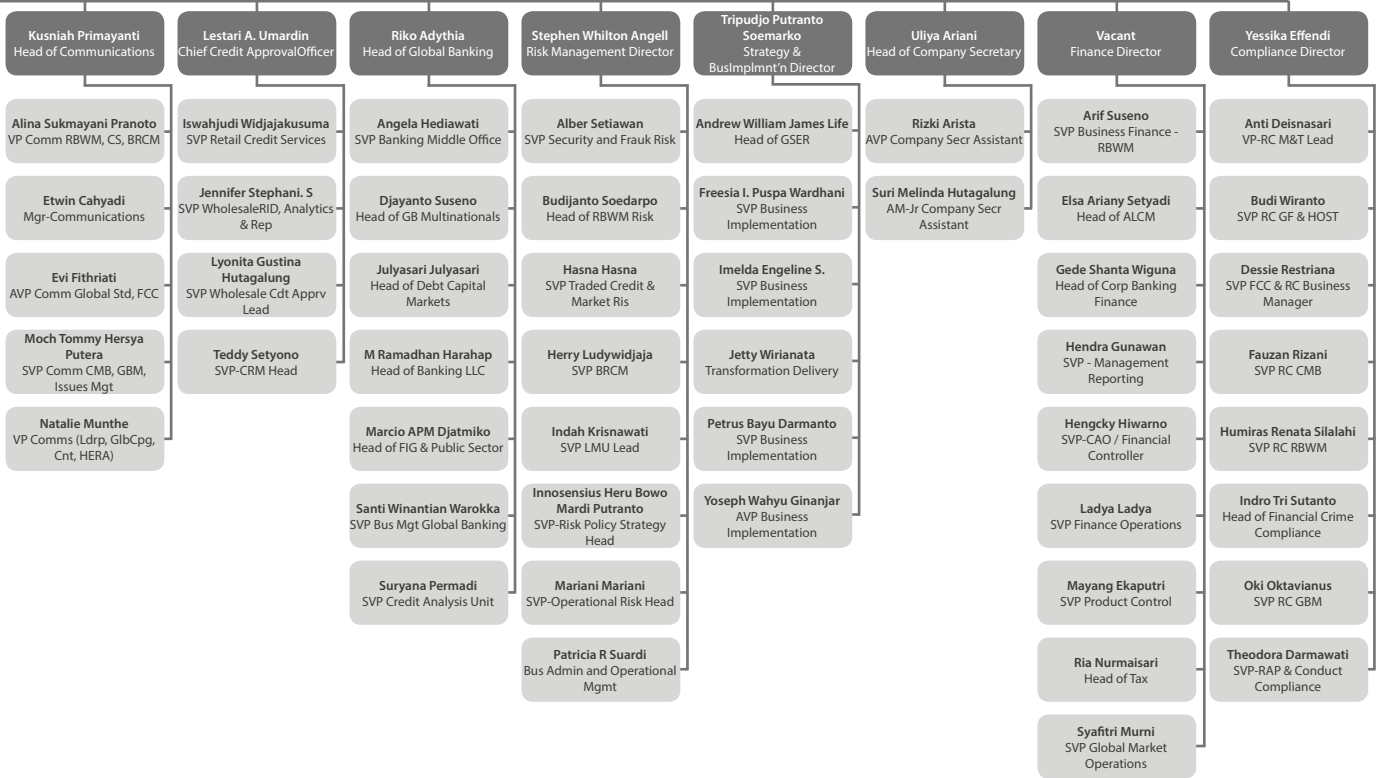 Kusniah Primayanti
Head of Communications
Alina Sukmayani Pranoto
VP Comm RBWM, CS, BRCM
Etwin Cahyadi
Mgr-Communications
Evi Fithriati
AVP Comm Global Std, FCC
Moch Tommy Hersya
Putera
SVP Comm CMB, GBM,
Issues Mgt
Natalie Munthe
VP Comms (Ldrp, GlbCpg,
Cnt, HERA)
Lestari A. Umardin
Chief Credit ApprovalOfficer
Iswahjudi Widjajakusuma
SVP Retail Credit Services
Jennifer Stephani. S
SVP WholesaleRID, Analytics
& Rep
Lyonita Gustina
Hutagalung
SVP Wholesale Cdt Apprv
Lead
Teddy Setyono
SVP-CRM Head
Riko Adythia
Head of Global Banking
Angela Hediawati
SVP Banking Middle Office
Djayanto Suseno
Head of GB Multinationals
Julyasari Julyasari
Head of Debt Capital
Markets
M Ramadhan Harahap
Head of Banking LLC
Marcio APM Djatmiko
Head of FIG & Public Sector
Santi Winantian Warokka
SVP Bus Mgt Global Banking
Suryana Permadi
SVP Credit Analysis Unit
Stephen Whilton Angell
Risk Management Director
Alber Setiawan
SVP Security and Frauk Risk
Budijanto Soedarpo
Head of RBWM Risk
Hasna Hasna
SVP Traded Credit &
Market Ris
Herry Ludywidjaja
SVP BRCM
Indah Krisnawati
SVP LMU Lead
Innosensius Heru Bowo
Mardi Putranto
SVP-Risk Policy Strategy
Head
Mariani Mariani
SVP-Operational Risk Head
Patricia R Suardi
Bus Admin and Operational
Mgmt
Tripudjo Putranto
Soemarko
Strategy &
BusImplmnt'n Director
Andrew William James Life
Head of GSER
Freesia I. Puspa Wardhani
SVP Business
Implementation
Imelda Engeline S.
SVP Business
Implementation
Jetty Wirianata
Transformation Delivery
Petrus Bayu Darmanto
SVP Business
Implementation
Yoseph Wahyu Ginanjar
AVP Business
Implementation
Uliya Ariani
Head of Company Secretary
Rizki Arista
AVP Company Secr Assistant
Suri Melinda Hutagalung
AM-Jr Company Secr
Assistant
Vacant
Finance Director
Arif Suseno
SVP Business Finance -
RBWM
Elsa Ariany Setyadi
Head of ALCM
Gede Shanta Wiguna
Head of Corp Banking
Finance
Hendra Gunawan
SVP - Management
Reporting
Hengcky Hiwarno
SVP-CAO / Financial
Controller
Ladya Ladya
SVP Finance Operations
Mayang Ekaputri
SVP Product Control
Ria Nurmaisari
Head of Tax
Syafitri Murni
SVP Global Market
Operations
Yessika Effendi
Compliance Director
Anti Deisnasari
VP-RC M&T Lead
Budi Wiranto
SVP RC GF & HOST
Dessie Restriana
SVP FCC & RC Business
Manager
Fauzan Rizani
SVP RC CMB
Humiras Renata Silalahi
SVP RC RBWM
Indro Tri Sutanto
Head of Financial Crime
Compliance
Oki Oktavianus
SVP RC GBM
Theodora Darmawati
SVP-RAP & Conduct
Compliance